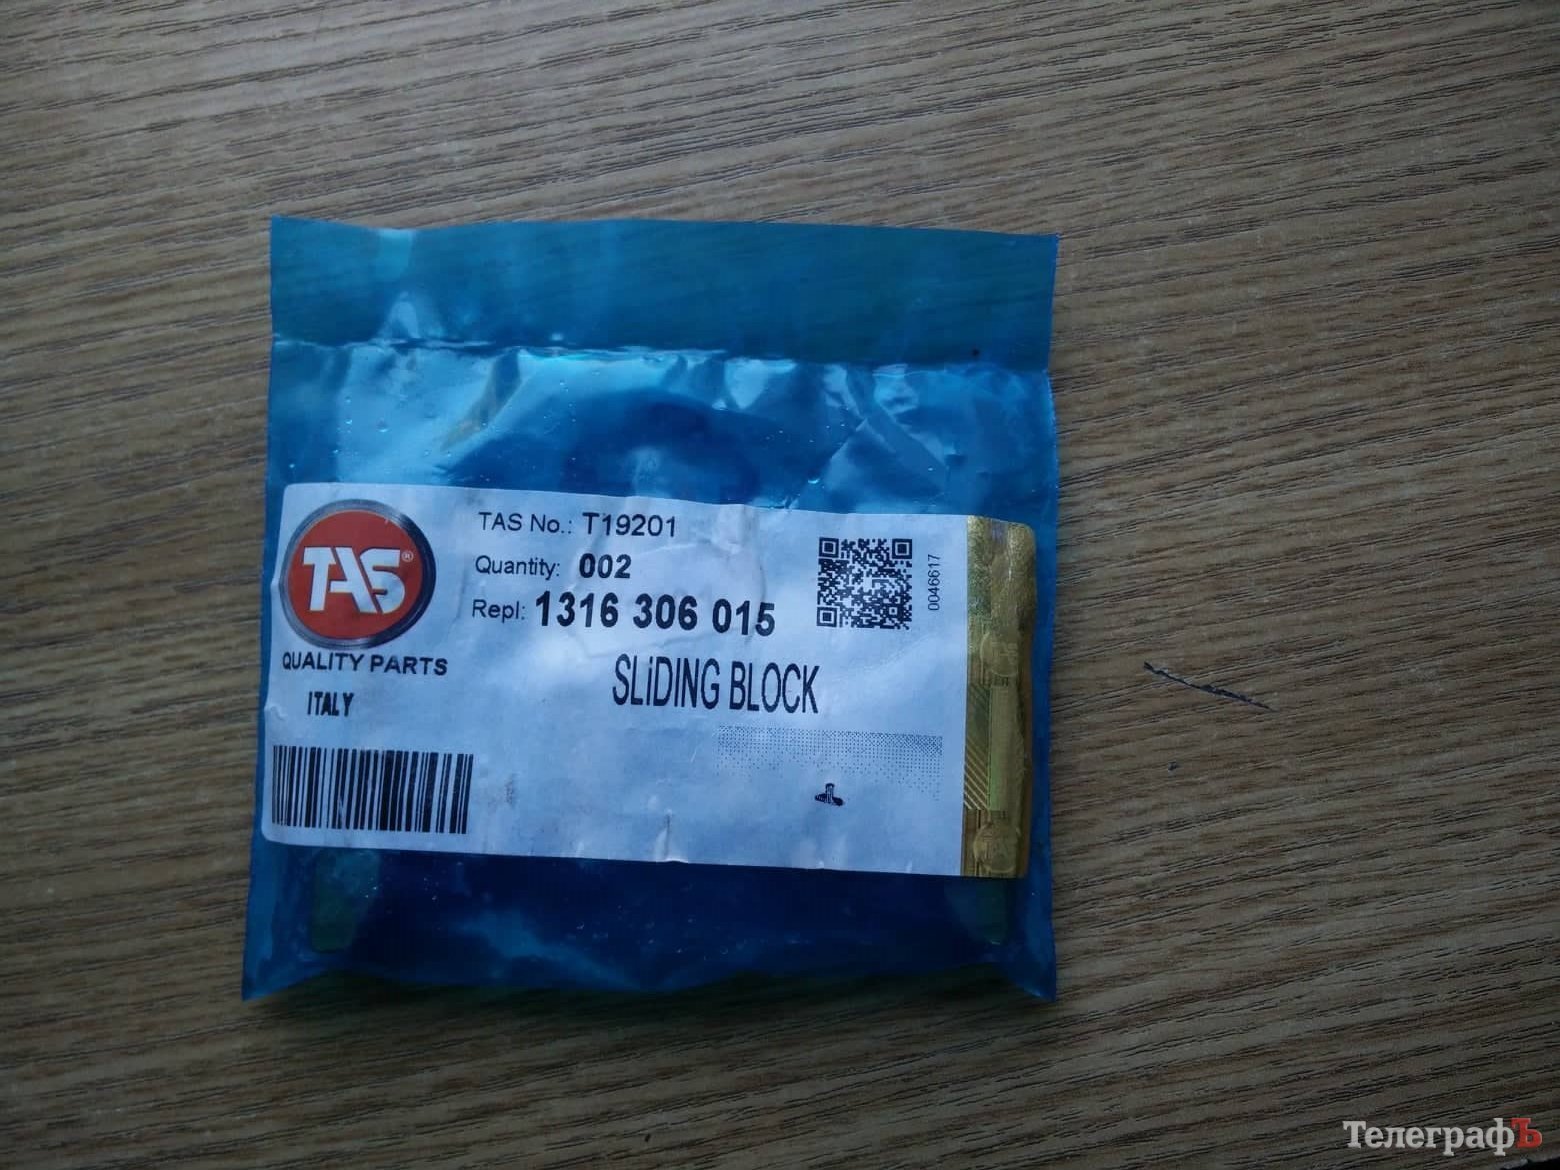 TAS®
QUALITY PARTS
ITALY
TAS No.: T19201
Quantity: 002
Repl: 1316 306 015
SLiDING BLOCK
0046617
ТелеграфЪ